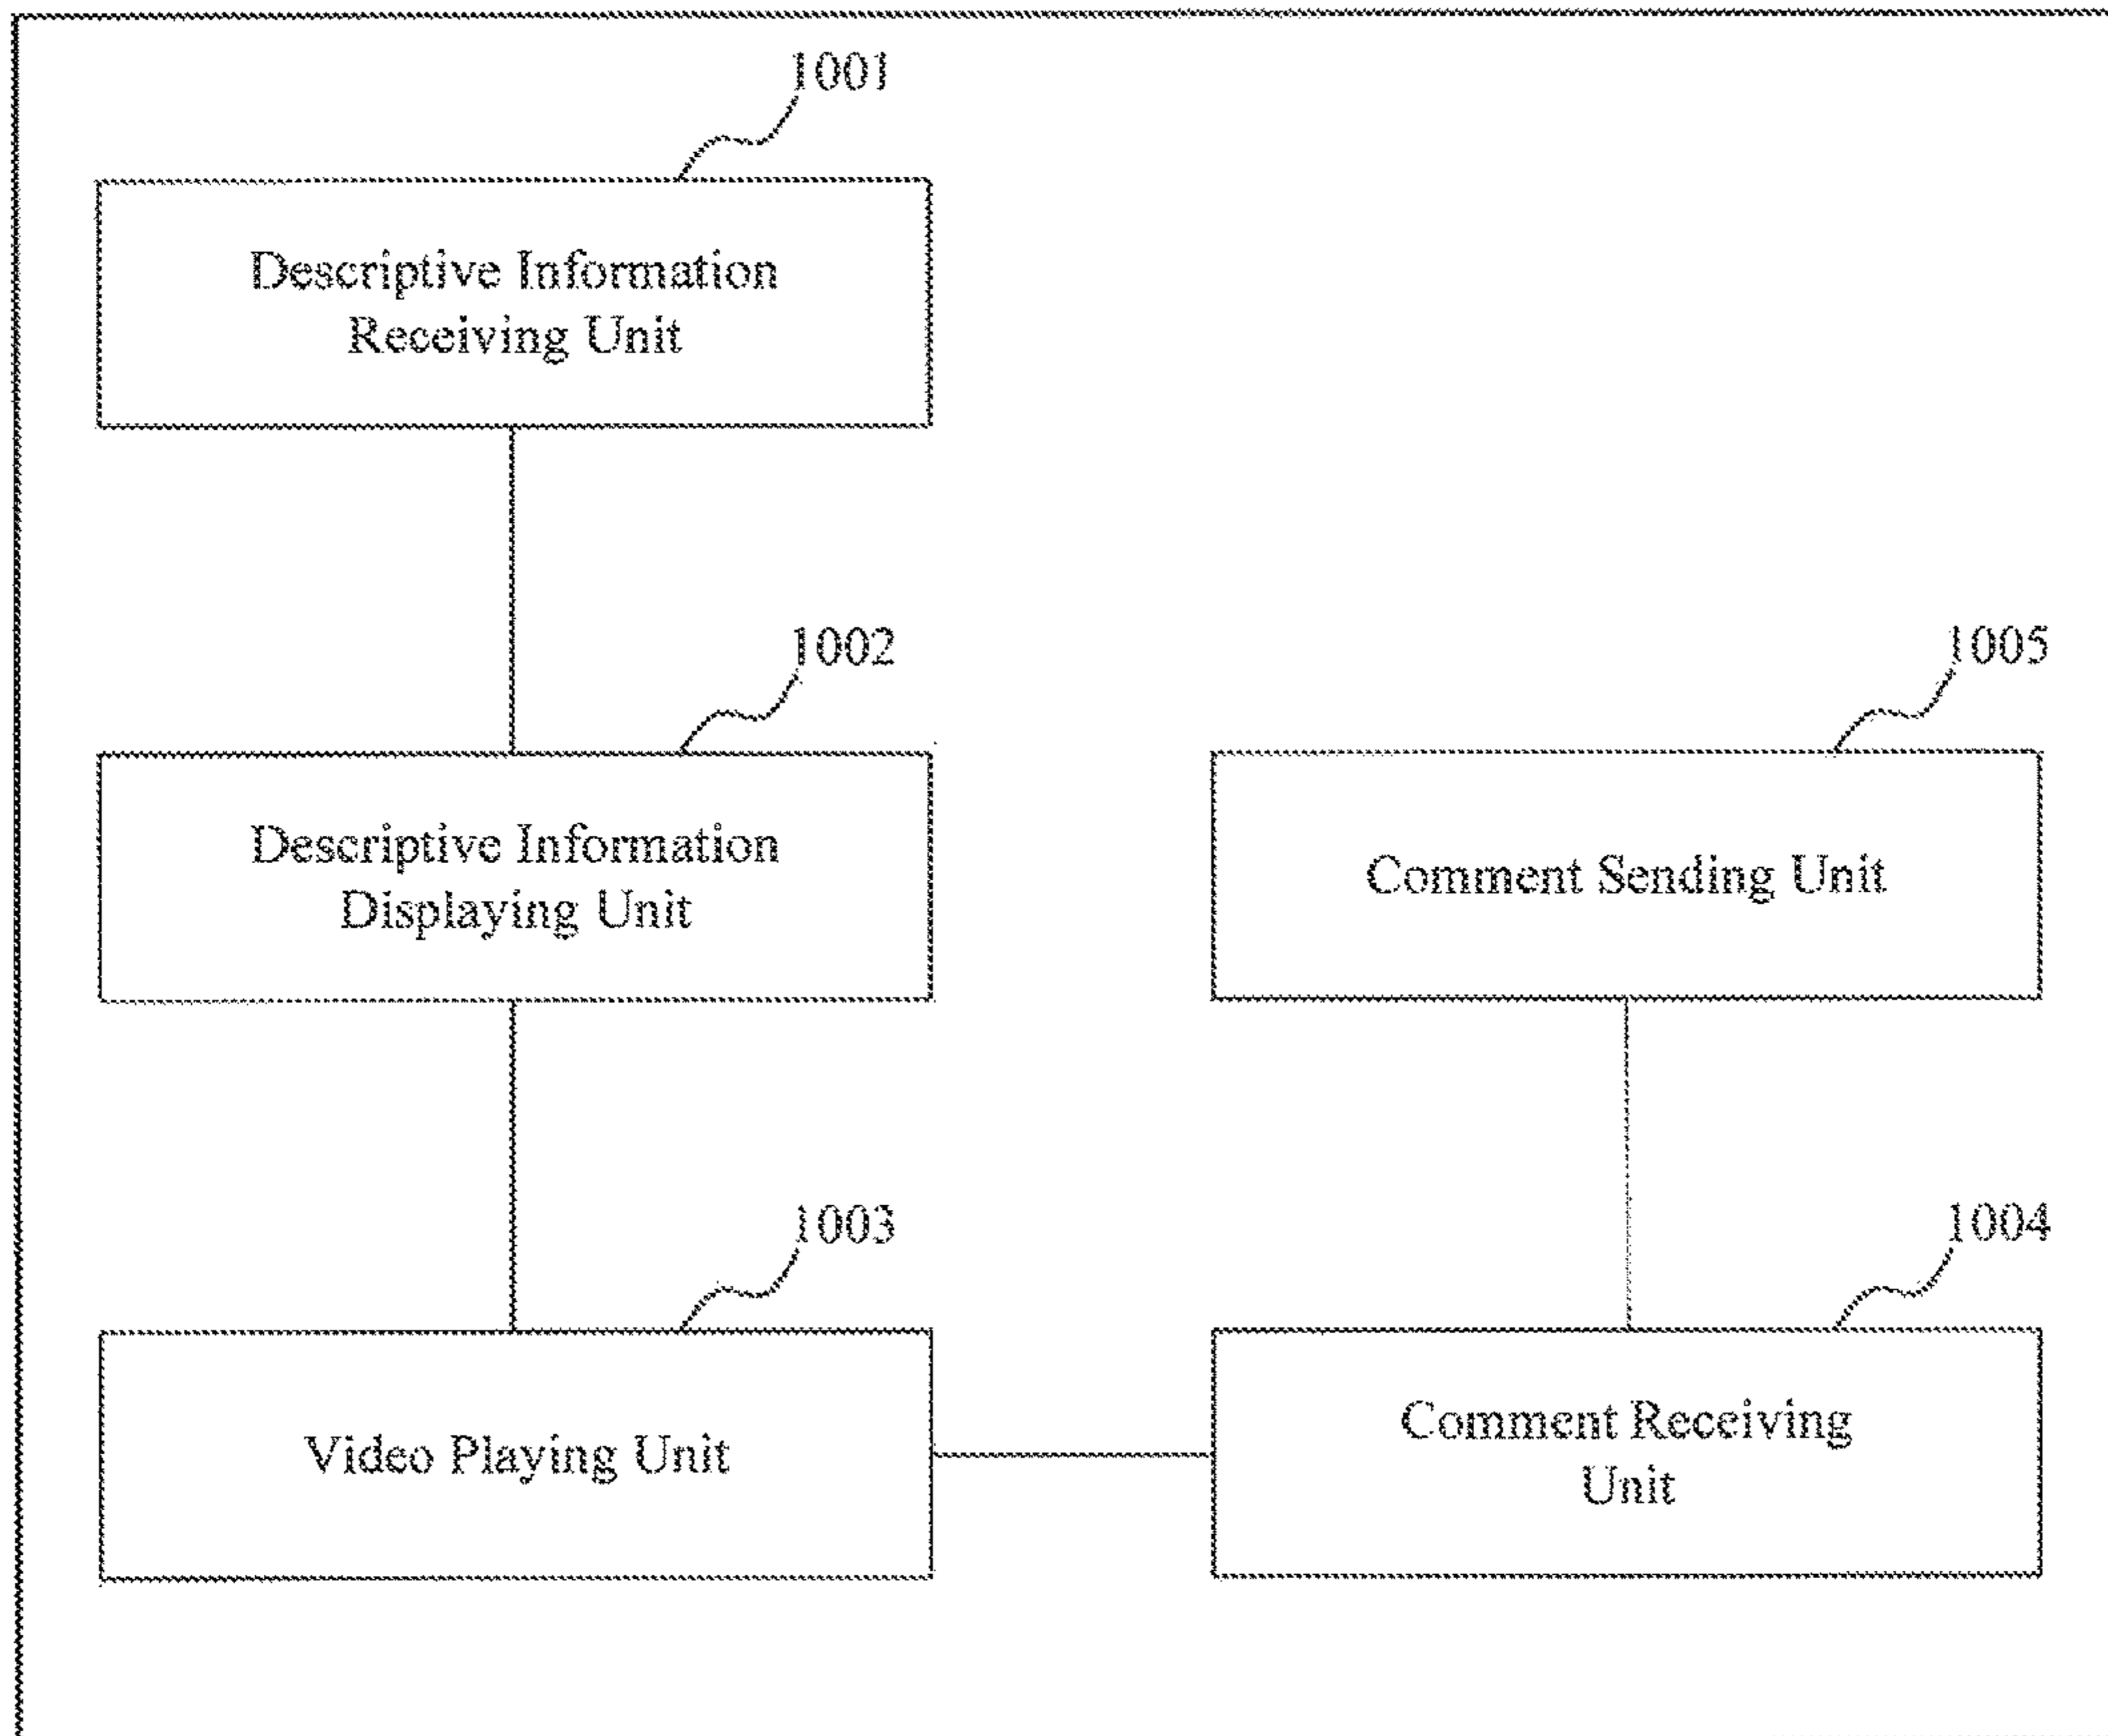 1001
Descriptive Information
Receiving Unit
1002
Descriptive Information
Displaying Unit
1005
Comment Sending Unit
1003
Video Playing Unit
1004
Comment Receiving
Unit